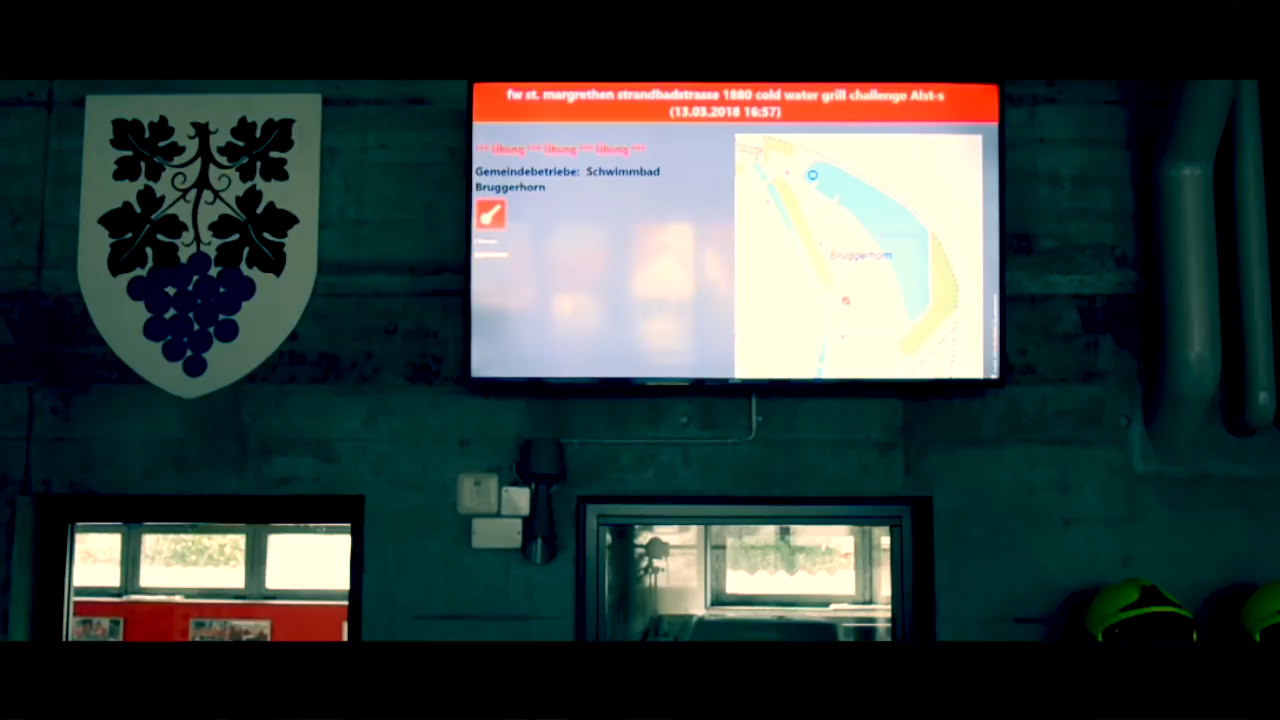 fw st. margrethen strandbadstrasse 1880 cold water grill challenge Alst-s
(13.03.2018 16:57)
*** Übung *** Übung *** Übung ***
Gemeindebetriebe: Schwimmbad
Bruggerhorn
Bruggerhorn